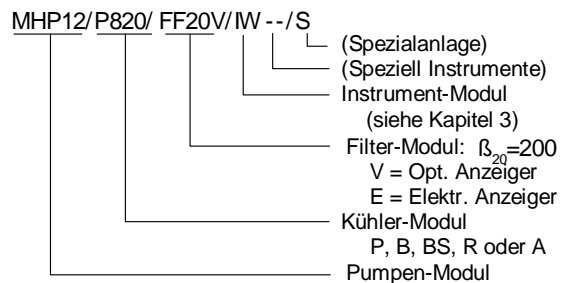 MHP12/P820/FF20V/IW--/S
(Spezialanlage)
(Speziell Instrumente)
Instrument-Modul
(siehe Kapitel 3)
Filter-Modul: ß20=200
V = Opt. Anzeiger
E = Elektr. Anzeiger
Kühler-Modul
P, B, BS, R oder A
Pumpen-Modul